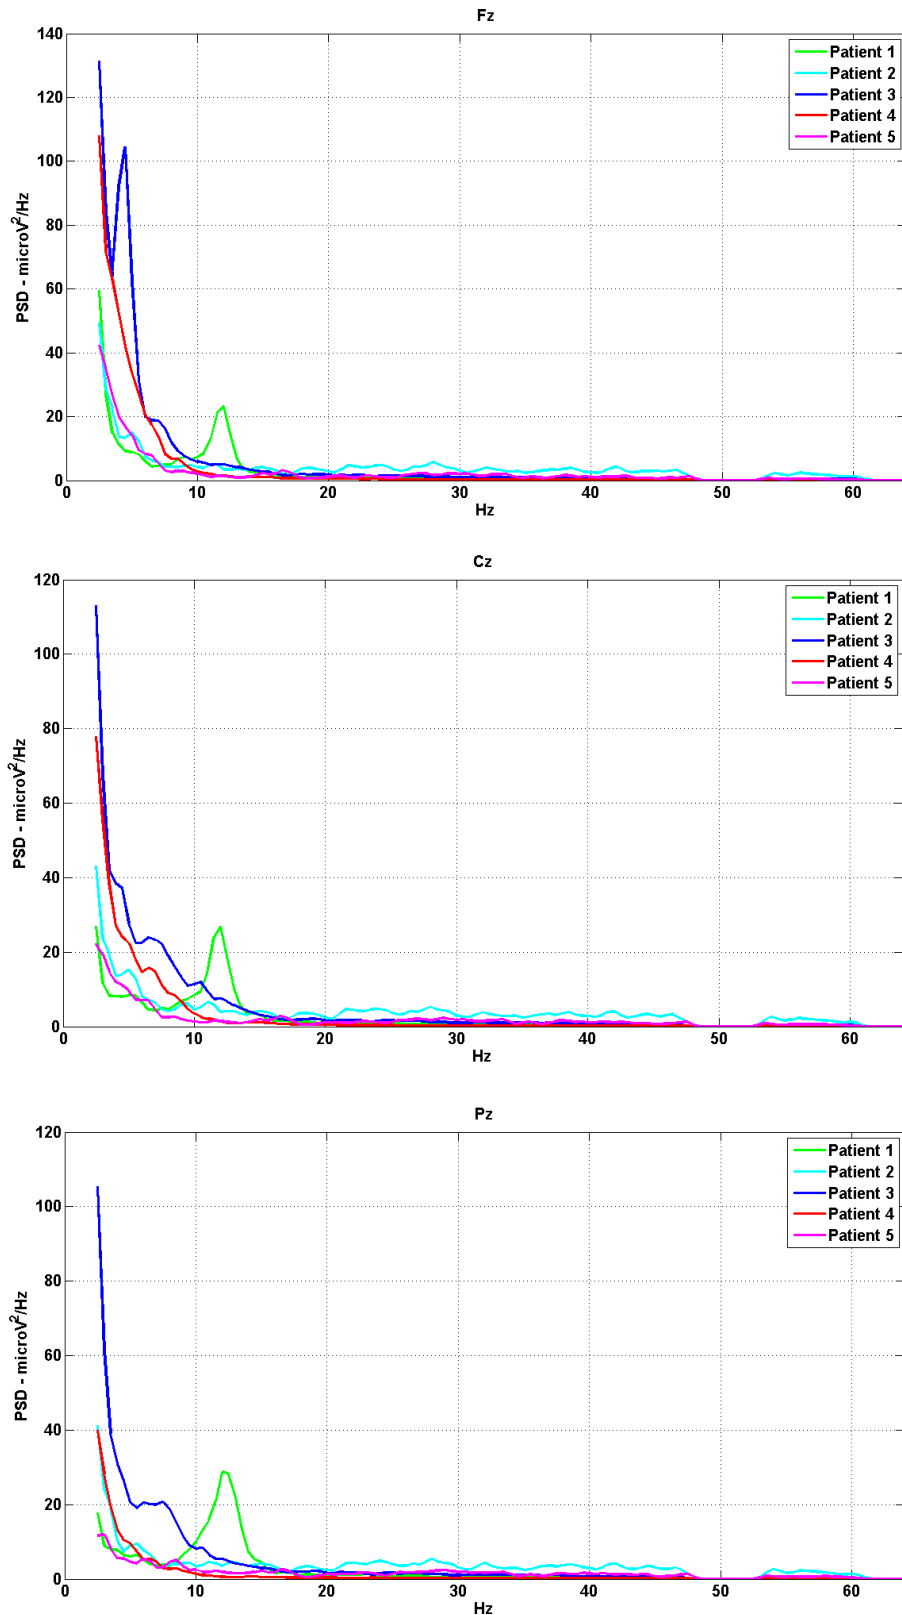 Fz
140
120
100
80
60
40
20
0
PSD - microV²/Hz
Patient 1
Patient 2
Patient 3
Patient 4
Patient 5
0 10 20 30 40 50 60
Hz
Cz
120
100
80
60
40
20
0
PSD - microV²/Hz
Patient 1
Patient 2
Patient 3
Patient 4
Patient 5
0 10 20 30 40 50 60
Hz
Pz
120
100
80
60
40
20
0
PSD - microV²/Hz
Patient 1
Patient 2
Patient 3
Patient 4
Patient 5
0 10 20 30 40 50 60
Hz